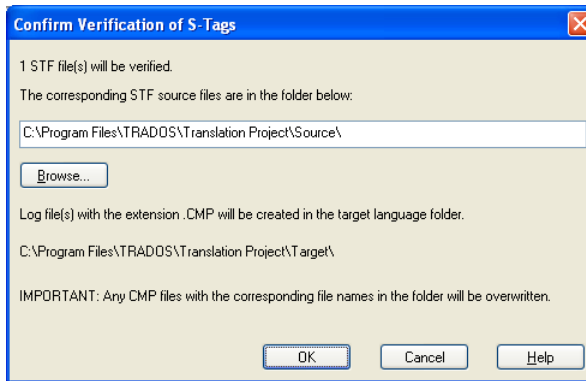 Confirm Verification of S-Tags
1 STF file(s) will be verified.
The corresponding STF source files are in the folder below:
C:\Program Files\TRADOS\Translation Project\Source\
Browse...
Log file(s) with the extension .CMP will be created in the target language folder.
C:\Program Files\TRADOS\Translation Project\Target\
IMPORTANT: Any CMP files with the corresponding file names in the folder will be overwritten.
OK Cancel Help